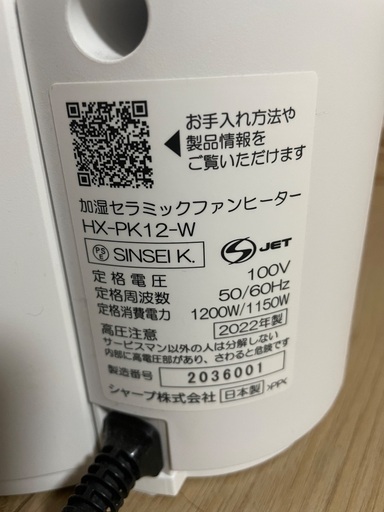 お手入れ方法や
製品情報を
ご覧いただけます
加湿セラミックファンヒーター
HX-PK12-W
PSE SINSEI K. S JET
定格電圧 100V
定格周波数 50/60Hz
定格消費電力 1200W/1150W
高圧注意 2022年製
サービスマン以外の人は分解しない
内部に高電圧部があり、さわると危険です
製造番号 2036001
シャープ株式会社 日本製 >PP<